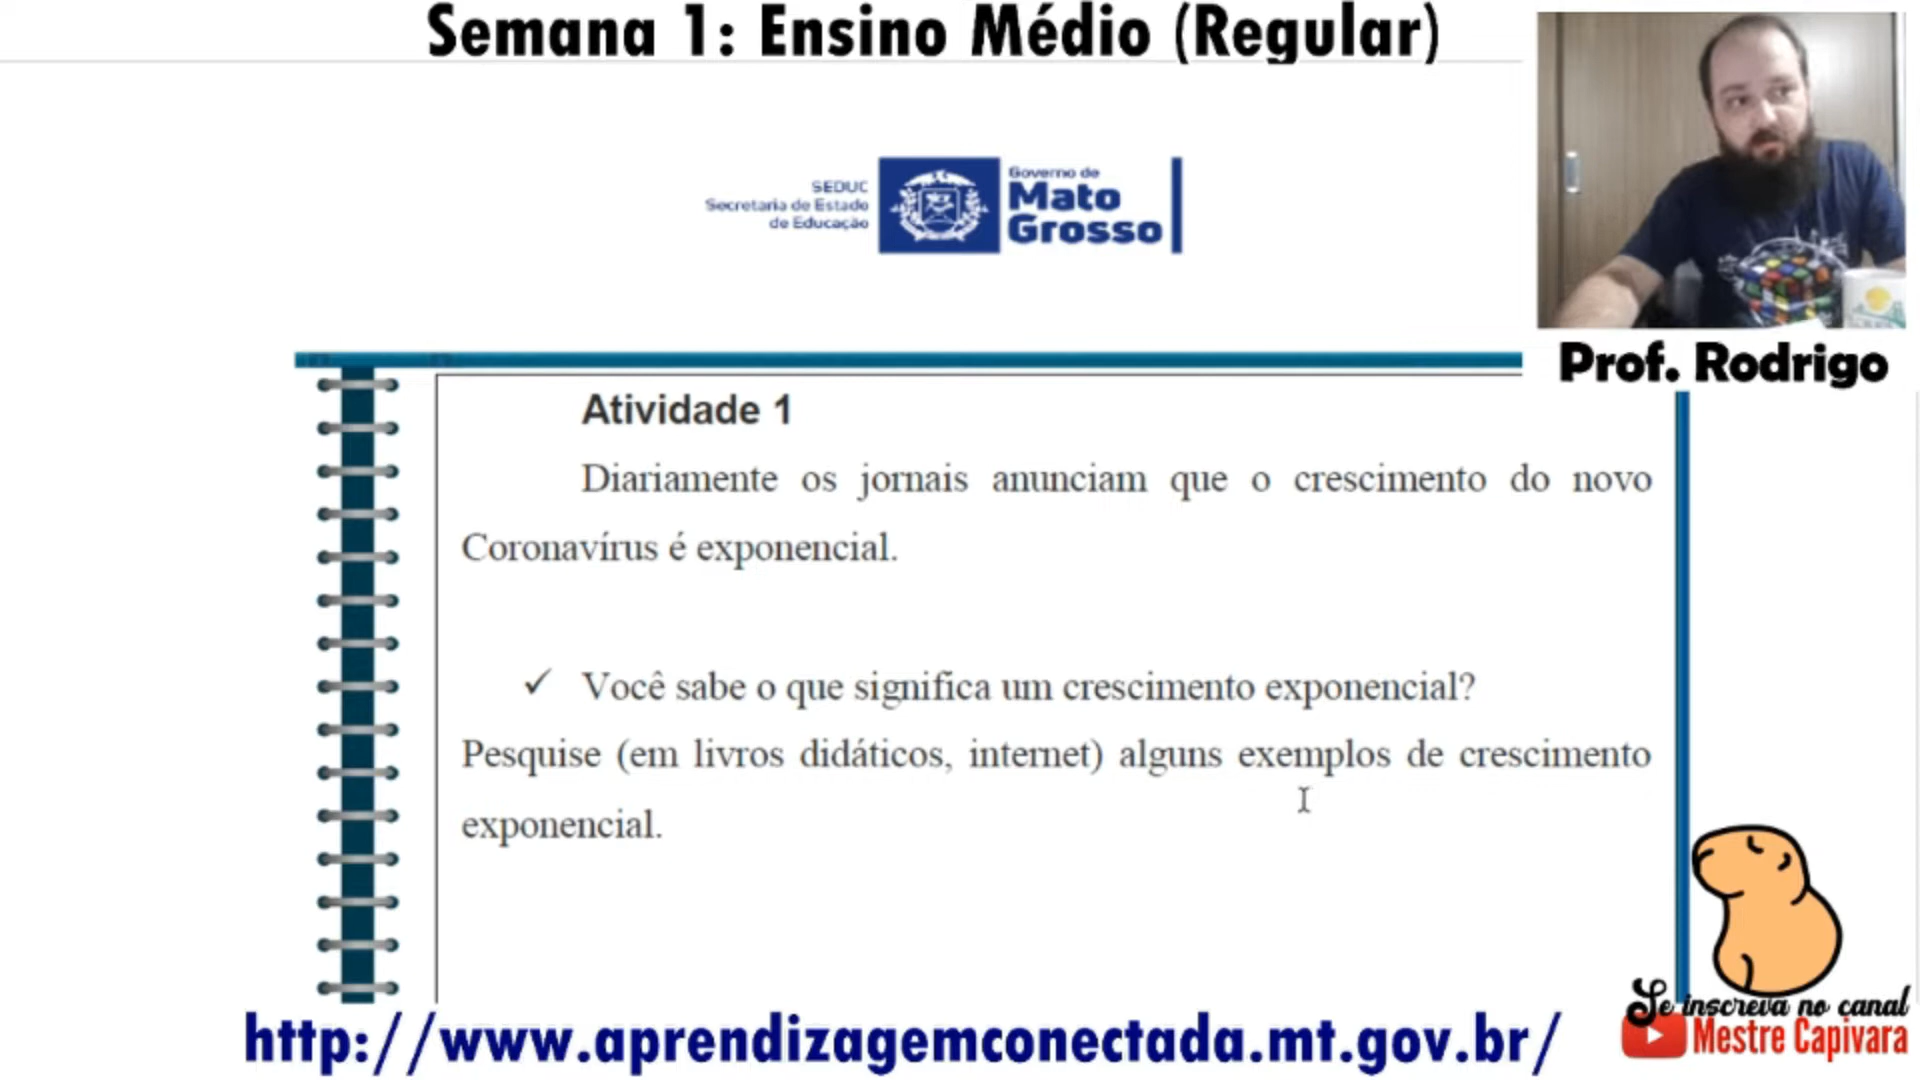 Semana 1: Ensino Médio (Regular)
SEDUC
Secretaria de Estado
de Educação
Governo de
Mato
Grosso
Prof. Rodrigo
Atividade 1
Diariamente os jornais anunciam que o crescimento do novo
Coronavírus é exponencial.
✓ Você sabe o que significa um crescimento exponencial?
Pesquise (em livros didáticos, internet) alguns exemplos de crescimento
exponencial.
Se inscreva no canal
Mestre Capivara
http://www.aprendizagemconectada.mt.gov.br/